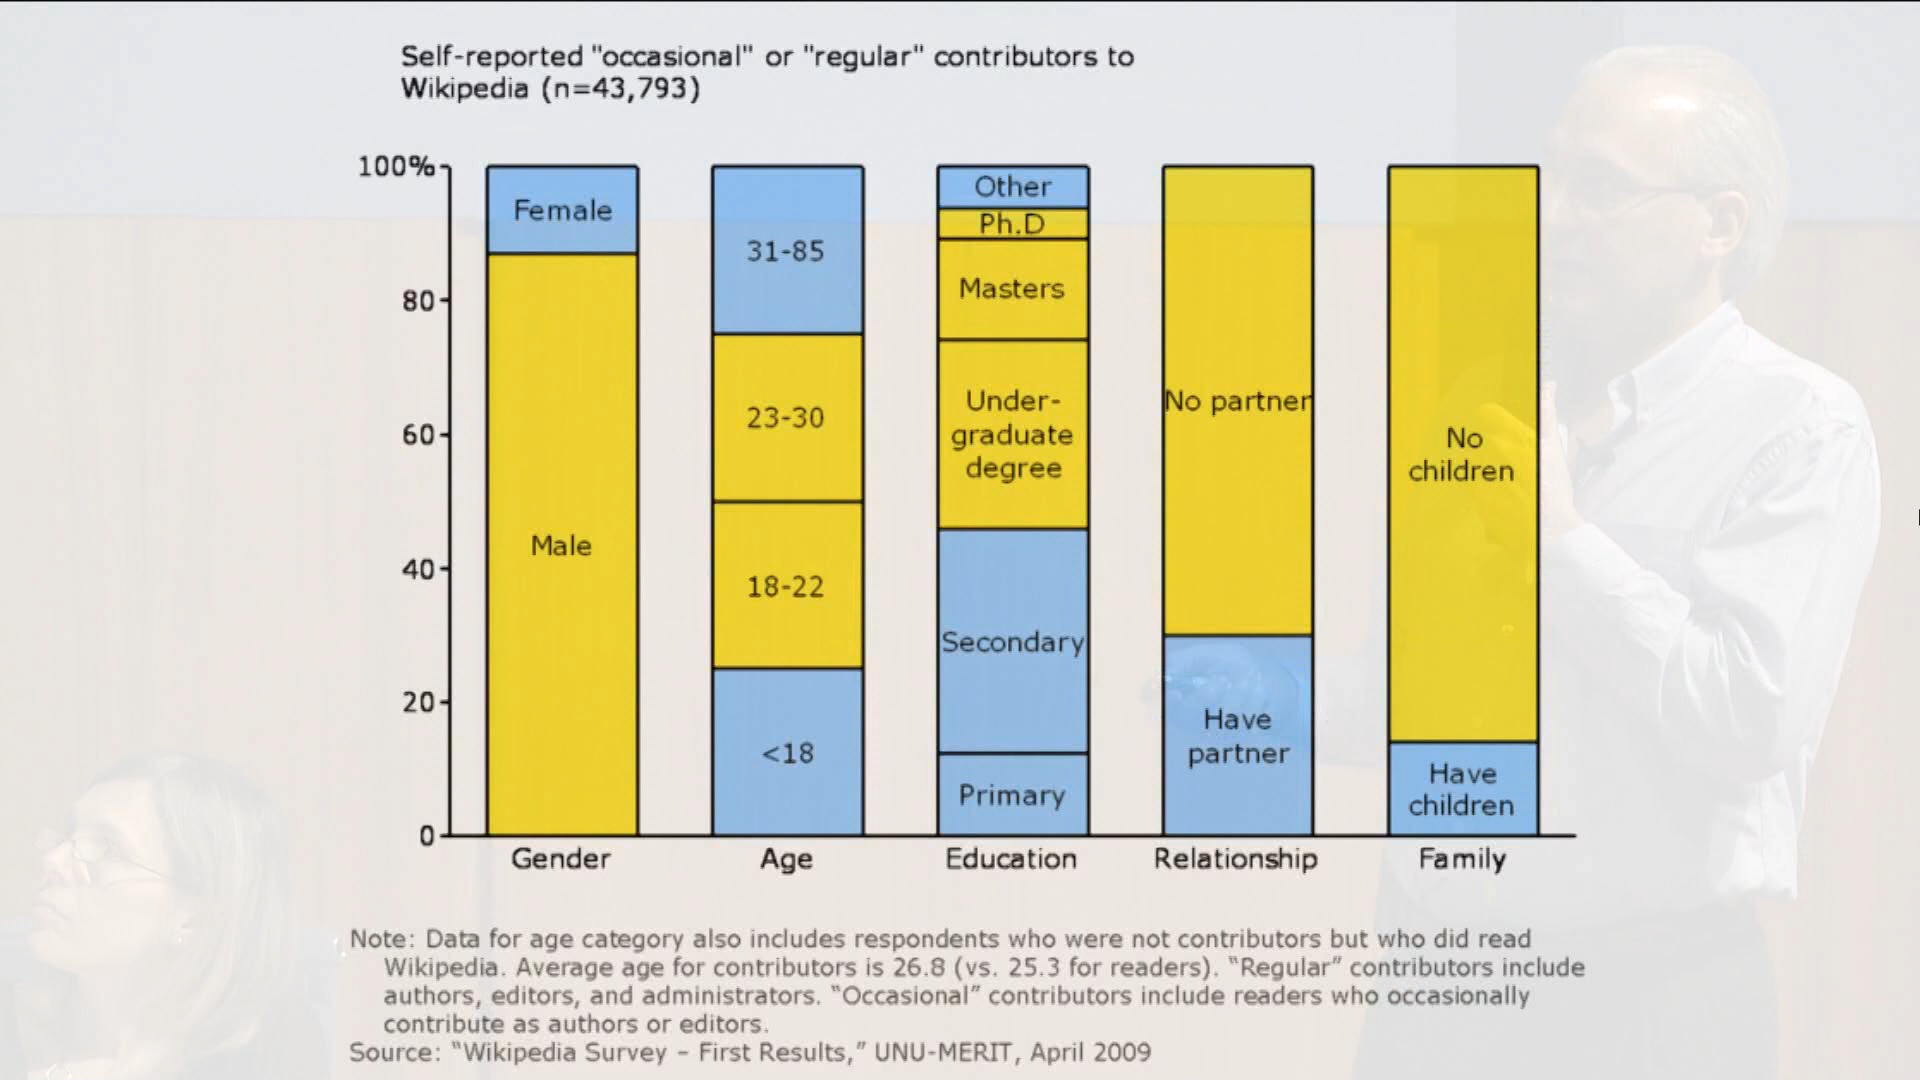 Self-reported "occasional" or "regular" contributors to
Wikipedia (n=43,793)
100%
80
60
40
20
0
Female
Male
31-85
23-30
18-22
<18
Other
Ph.D
Masters
Under-
graduate
degree
Secondary
Primary
No partner
Have
partner
No
children
Have
children
Gender
Age
Education
Relationship
Family
Note: Data for age category also includes respondents who were not contributors but who did read
Wikipedia. Average age for contributors is 26.8 (vs. 25.3 for readers). “Regular” contributors include
authors, editors, and administrators. “Occasional” contributors include readers who occasionally
contribute as authors or editors.
Source: “Wikipedia Survey – First Results,” UNU-MERIT, April 2009